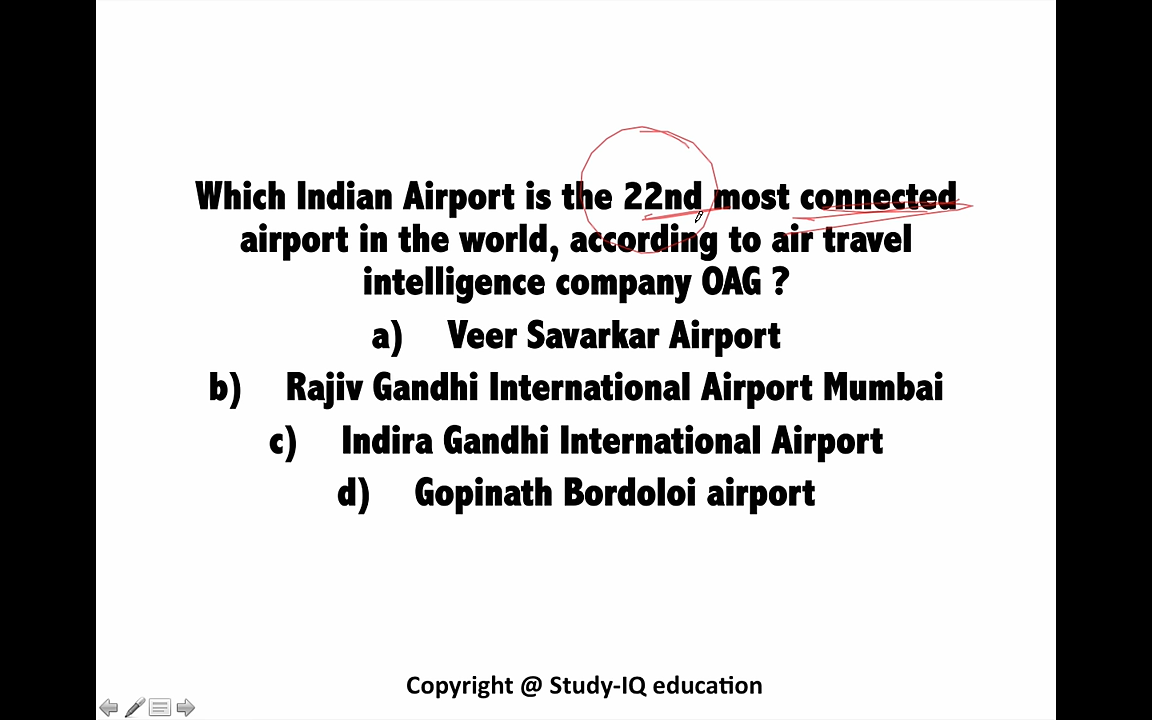 Which Indian Airport is the 22nd most connected
airport in the world, according to air travel
intelligence company OAG ?
a) Veer Savarkar Airport
b) Rajiv Gandhi International Airport Mumbai
c) Indira Gandhi International Airport
d) Gopinath Bordoloi airport
Copyright @ Study-IQ education